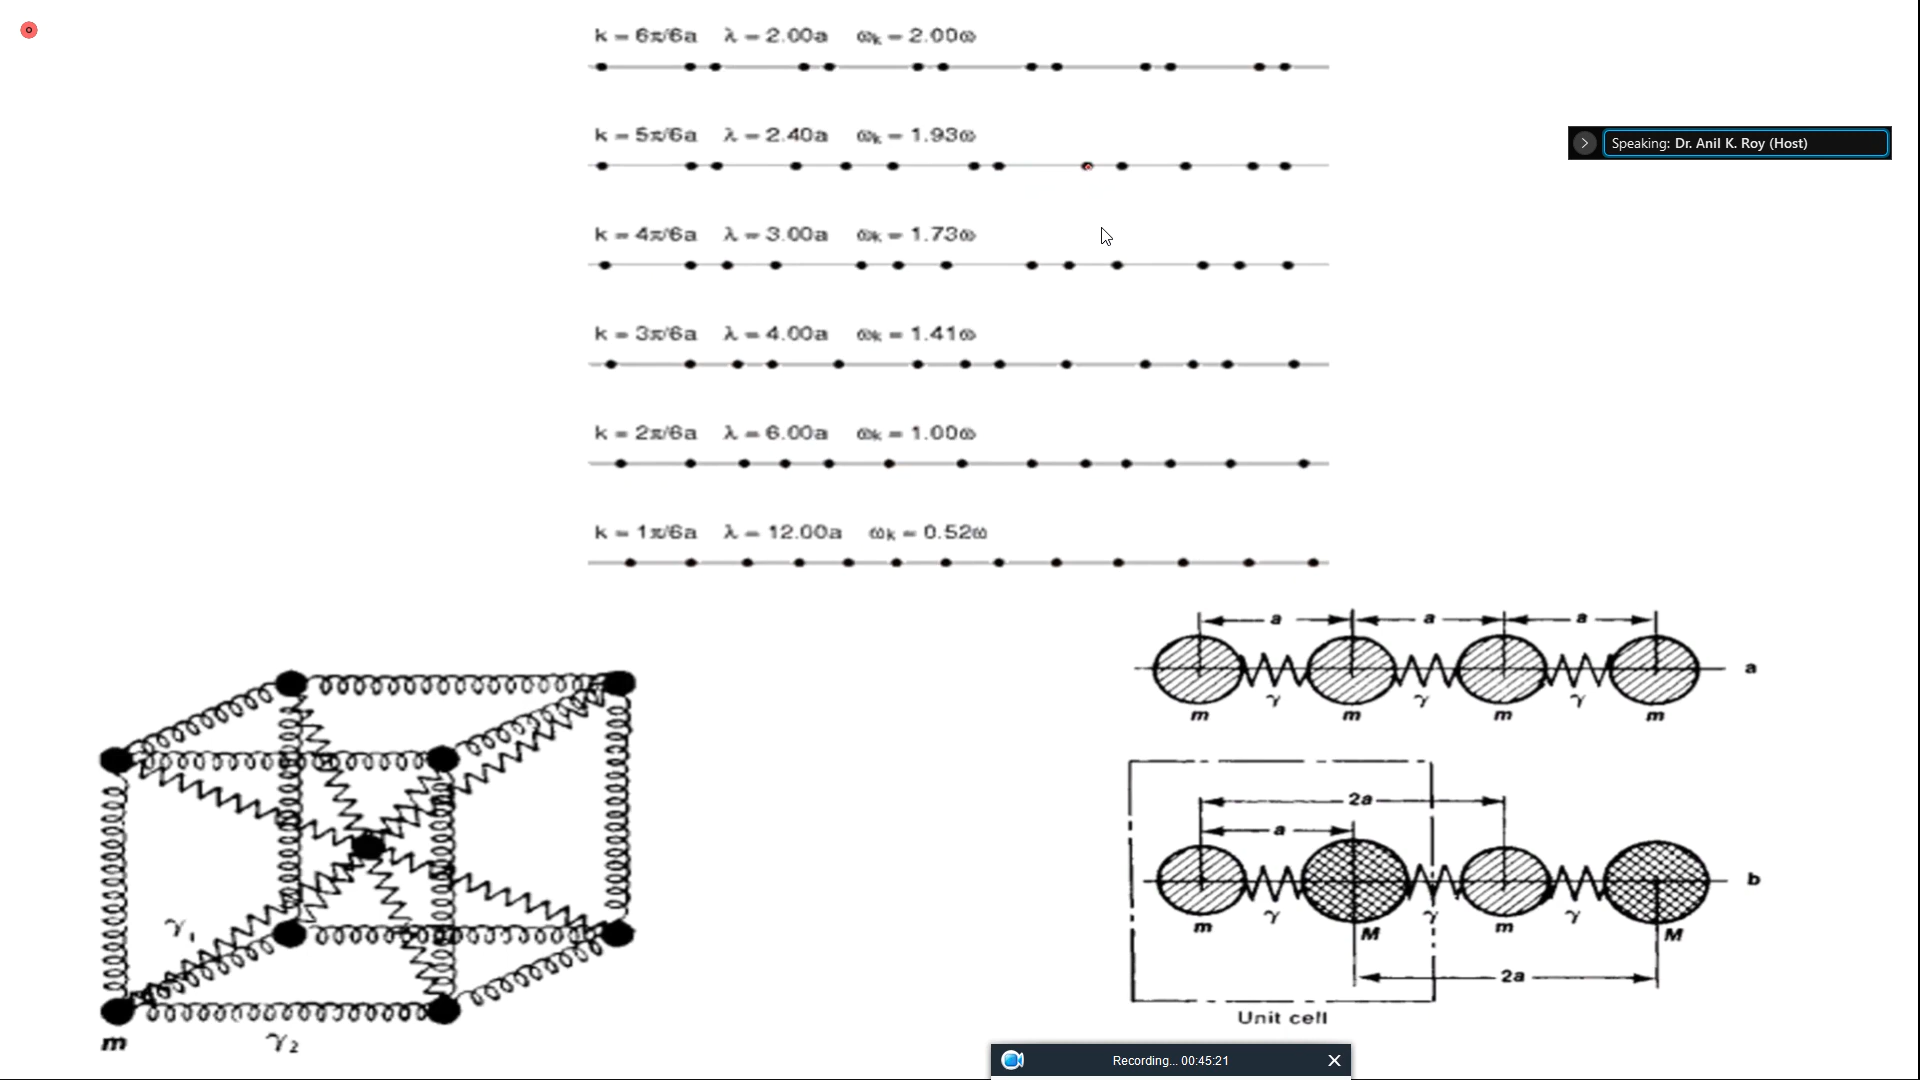 k = 6π/6a λ = 2.00a ωk = 2.00ω
k = 5π/6a λ = 2.40a ωk = 1.93ω
Speaking: Dr. Anil K. Roy (Host)
k = 4π/6a λ = 3.00a ωk = 1.73ω
k = 3π/6a λ = 4.00a ωk = 1.41ω
k = 2π/6a λ = 6.00a ωk = 1.00ω
k = 1π/6a λ = 12.00a ωk = 0.52ω
a a a
a
γ γ γ
m m m m
2a
a
b
γ γ γ
m M m M
2a
Unit cell
γ1
m γ2
Recording... 00:45:21